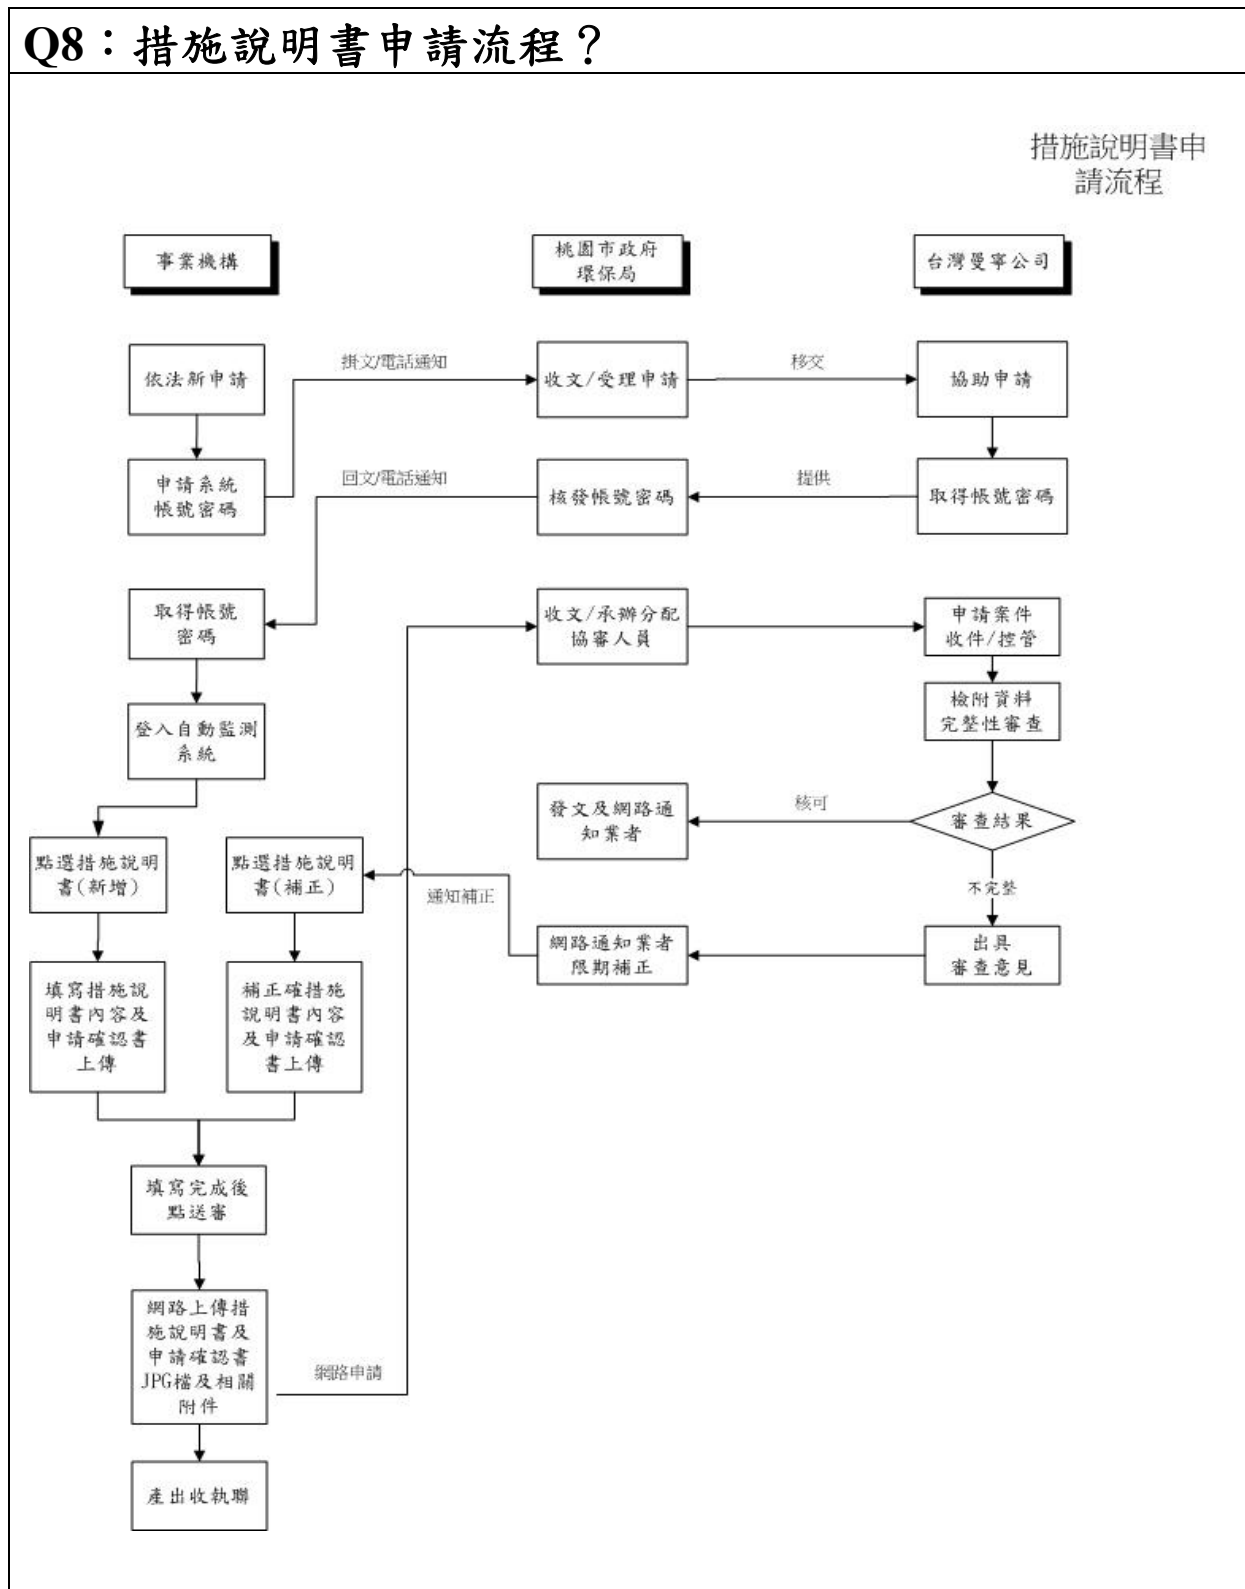 Q8：措施說明書申請流程？
措施說明書申
請流程
事業機構
桃園市政府
環保局
台灣曼寧公司
依法新申請
掛文/電話通知
收文/受理申請
移交
協助申請
申請系統
帳號密碼
回文/電話通知
核發帳號密碼
提供
取得帳號密碼
取得帳號
密碼
收文/承辦分配
協審人員
申請案件
收件/控管
登入自動監測
系統
檢附資料
完整性審查
發文及網路通
知業者
核可
審查結果
點選措施說明
書(新增)
點選措施說明
書(補正)
通知補正
不完整
網路通知業者
限期補正
出具
審查意見
填寫措施說
明書內容及
申請確認書
上傳
補正確措施
說明書內容
及申請確認
書上傳
填寫完成後
點送審
網路上傳措
施說明書及
申請確認書
JPG檔及相關
附件
網路申請
產出收執聯